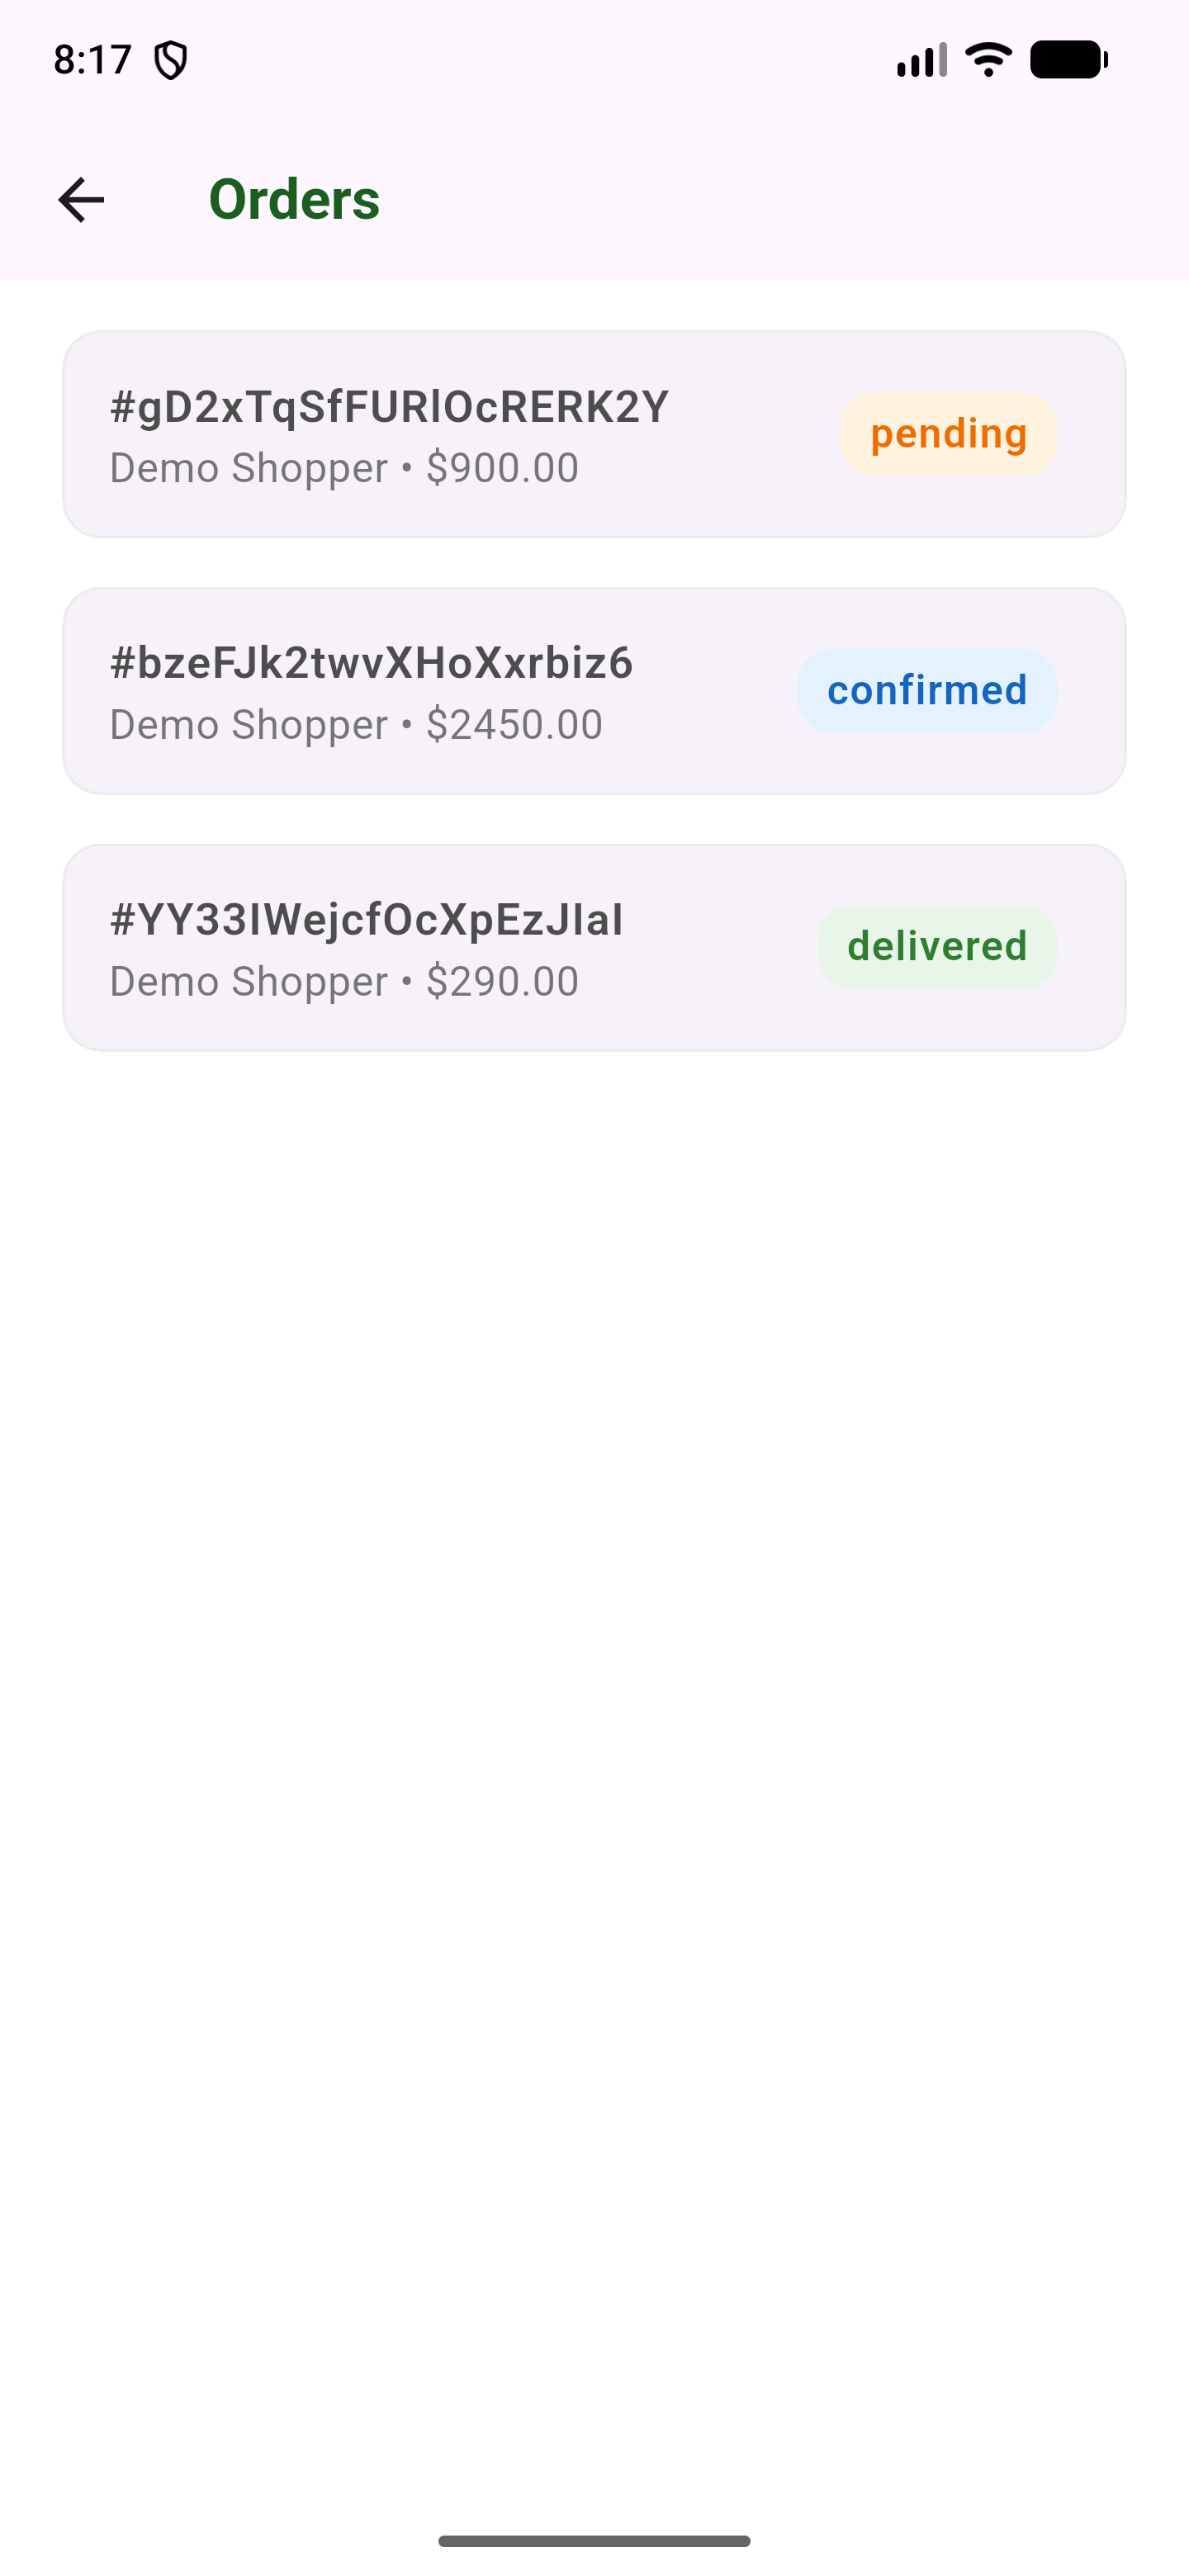 8:17
Orders
#gD2xTqSfFURlOcRERK2Y
Demo Shopper • $900.00
pending
#bzeFJk2twvXHoXxrbiz6
Demo Shopper • $2450.00
confirmed
#YY33IWejcfOcXpEzJIaI
Demo Shopper • $290.00
delivered